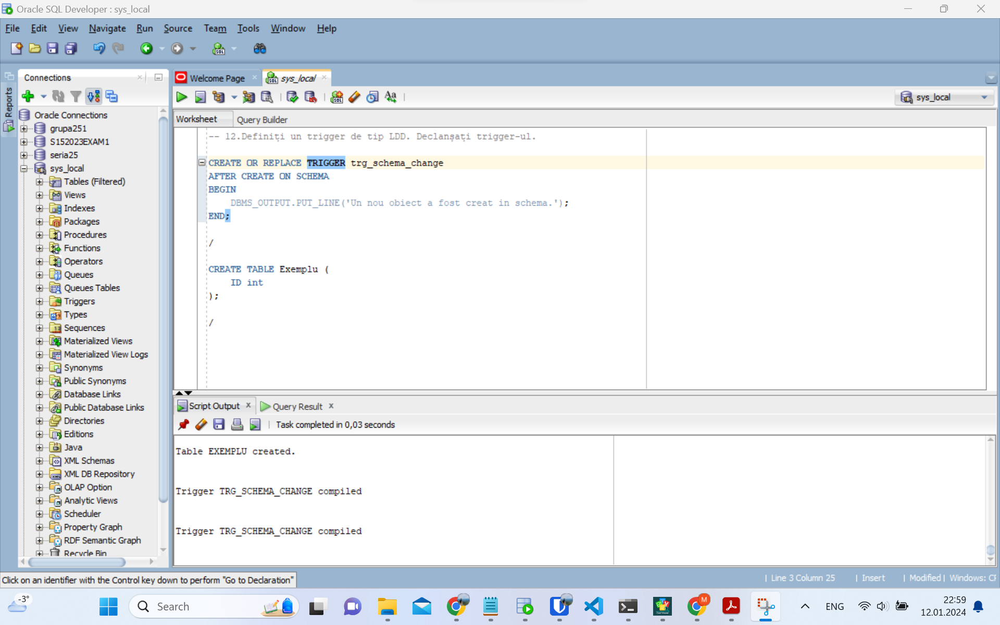 Oracle SQL Developer : sys_local
File Edit View Navigate Run Source Team Tools Window Help
Reports
Connections
Oracle Connections
grupa251
S152023EXAM1
seria25
sys_local
Tables (Filtered)
Views
Indexes
Packages
Procedures
Functions
Operators
Queues
Queues Tables
Triggers
Types
Sequences
Materialized Views
Materialized View Logs
Synonyms
Public Synonyms
Database Links
Public Database Links
Directories
Editions
Java
XML Schemas
XML DB Repository
OLAP Option
Analytic Views
Scheduler
Property Graph
RDF Semantic Graph
Recycle Bin
Welcome Page sys_local
sys_local
Worksheet Query Builder
-- 12.Definiți un trigger de tip LDD. Declanșați trigger-ul.
CREATE OR REPLACE TRIGGER trg_schema_change
AFTER CREATE ON SCHEMA
BEGIN
DBMS_OUTPUT.PUT_LINE('Un nou obiect a fost creat in schema.');
END;
/
CREATE TABLE Exemplu (
ID int
);
/
Script Output Query Result
Task completed in 0,03 seconds
Table EXEMPLU created.
Trigger TRG_SCHEMA_CHANGE compiled
Trigger TRG_SCHEMA_CHANGE compiled
Click on an identifier with the Control key down to perform "Go to Declaration"
| Line 3 Column 25 | Insert | Modified | Windows: CR
-3°
Search
ENG
22:59
12.01.2024